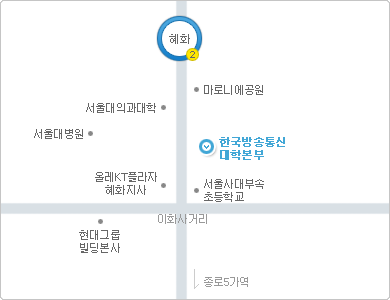 혜화
2
마로니에공원
서울대의과대학
서울대병원
한국방송통신
대학본부
올레KT플라자
혜화지사
서울사대부속
초등학교
이화사거리
현대그룹
빌딩본사
종로5가역